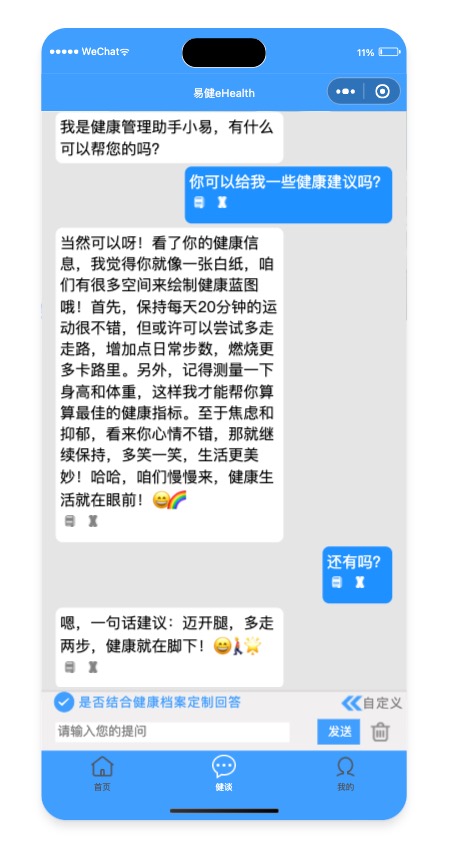 WeChat
11%
易健eHealth
我是健康管理助手小易，有什么
可以帮您的吗?
你可以给我一些健康建议吗?
当然可以呀！看了你的健康信
息，我觉得你就像一张白纸，咱
们有很多空间来绘制健康蓝图
哦！首先，保持每天20分钟的运
动很不错，但或许可以尝试多走
走路，增加点日常步数，燃烧更
多卡路里。另外，记得测量一下
身高和体重，这样我才能帮你算
算最佳的健康指标。至于焦虑和
抑郁，看来你心情不错，那就继
续保持，多笑一笑，生活更美
妙！哈哈，咱们慢慢来，健康生
活就在眼前！😄🌈
还有吗?
嗯，一句话建议：迈开腿，多走
两步，健康就在脚下！😄🚶🌟
是否结合健康档案定制回答
自定义
请输入您的提问
发送
首页
健谈
我的